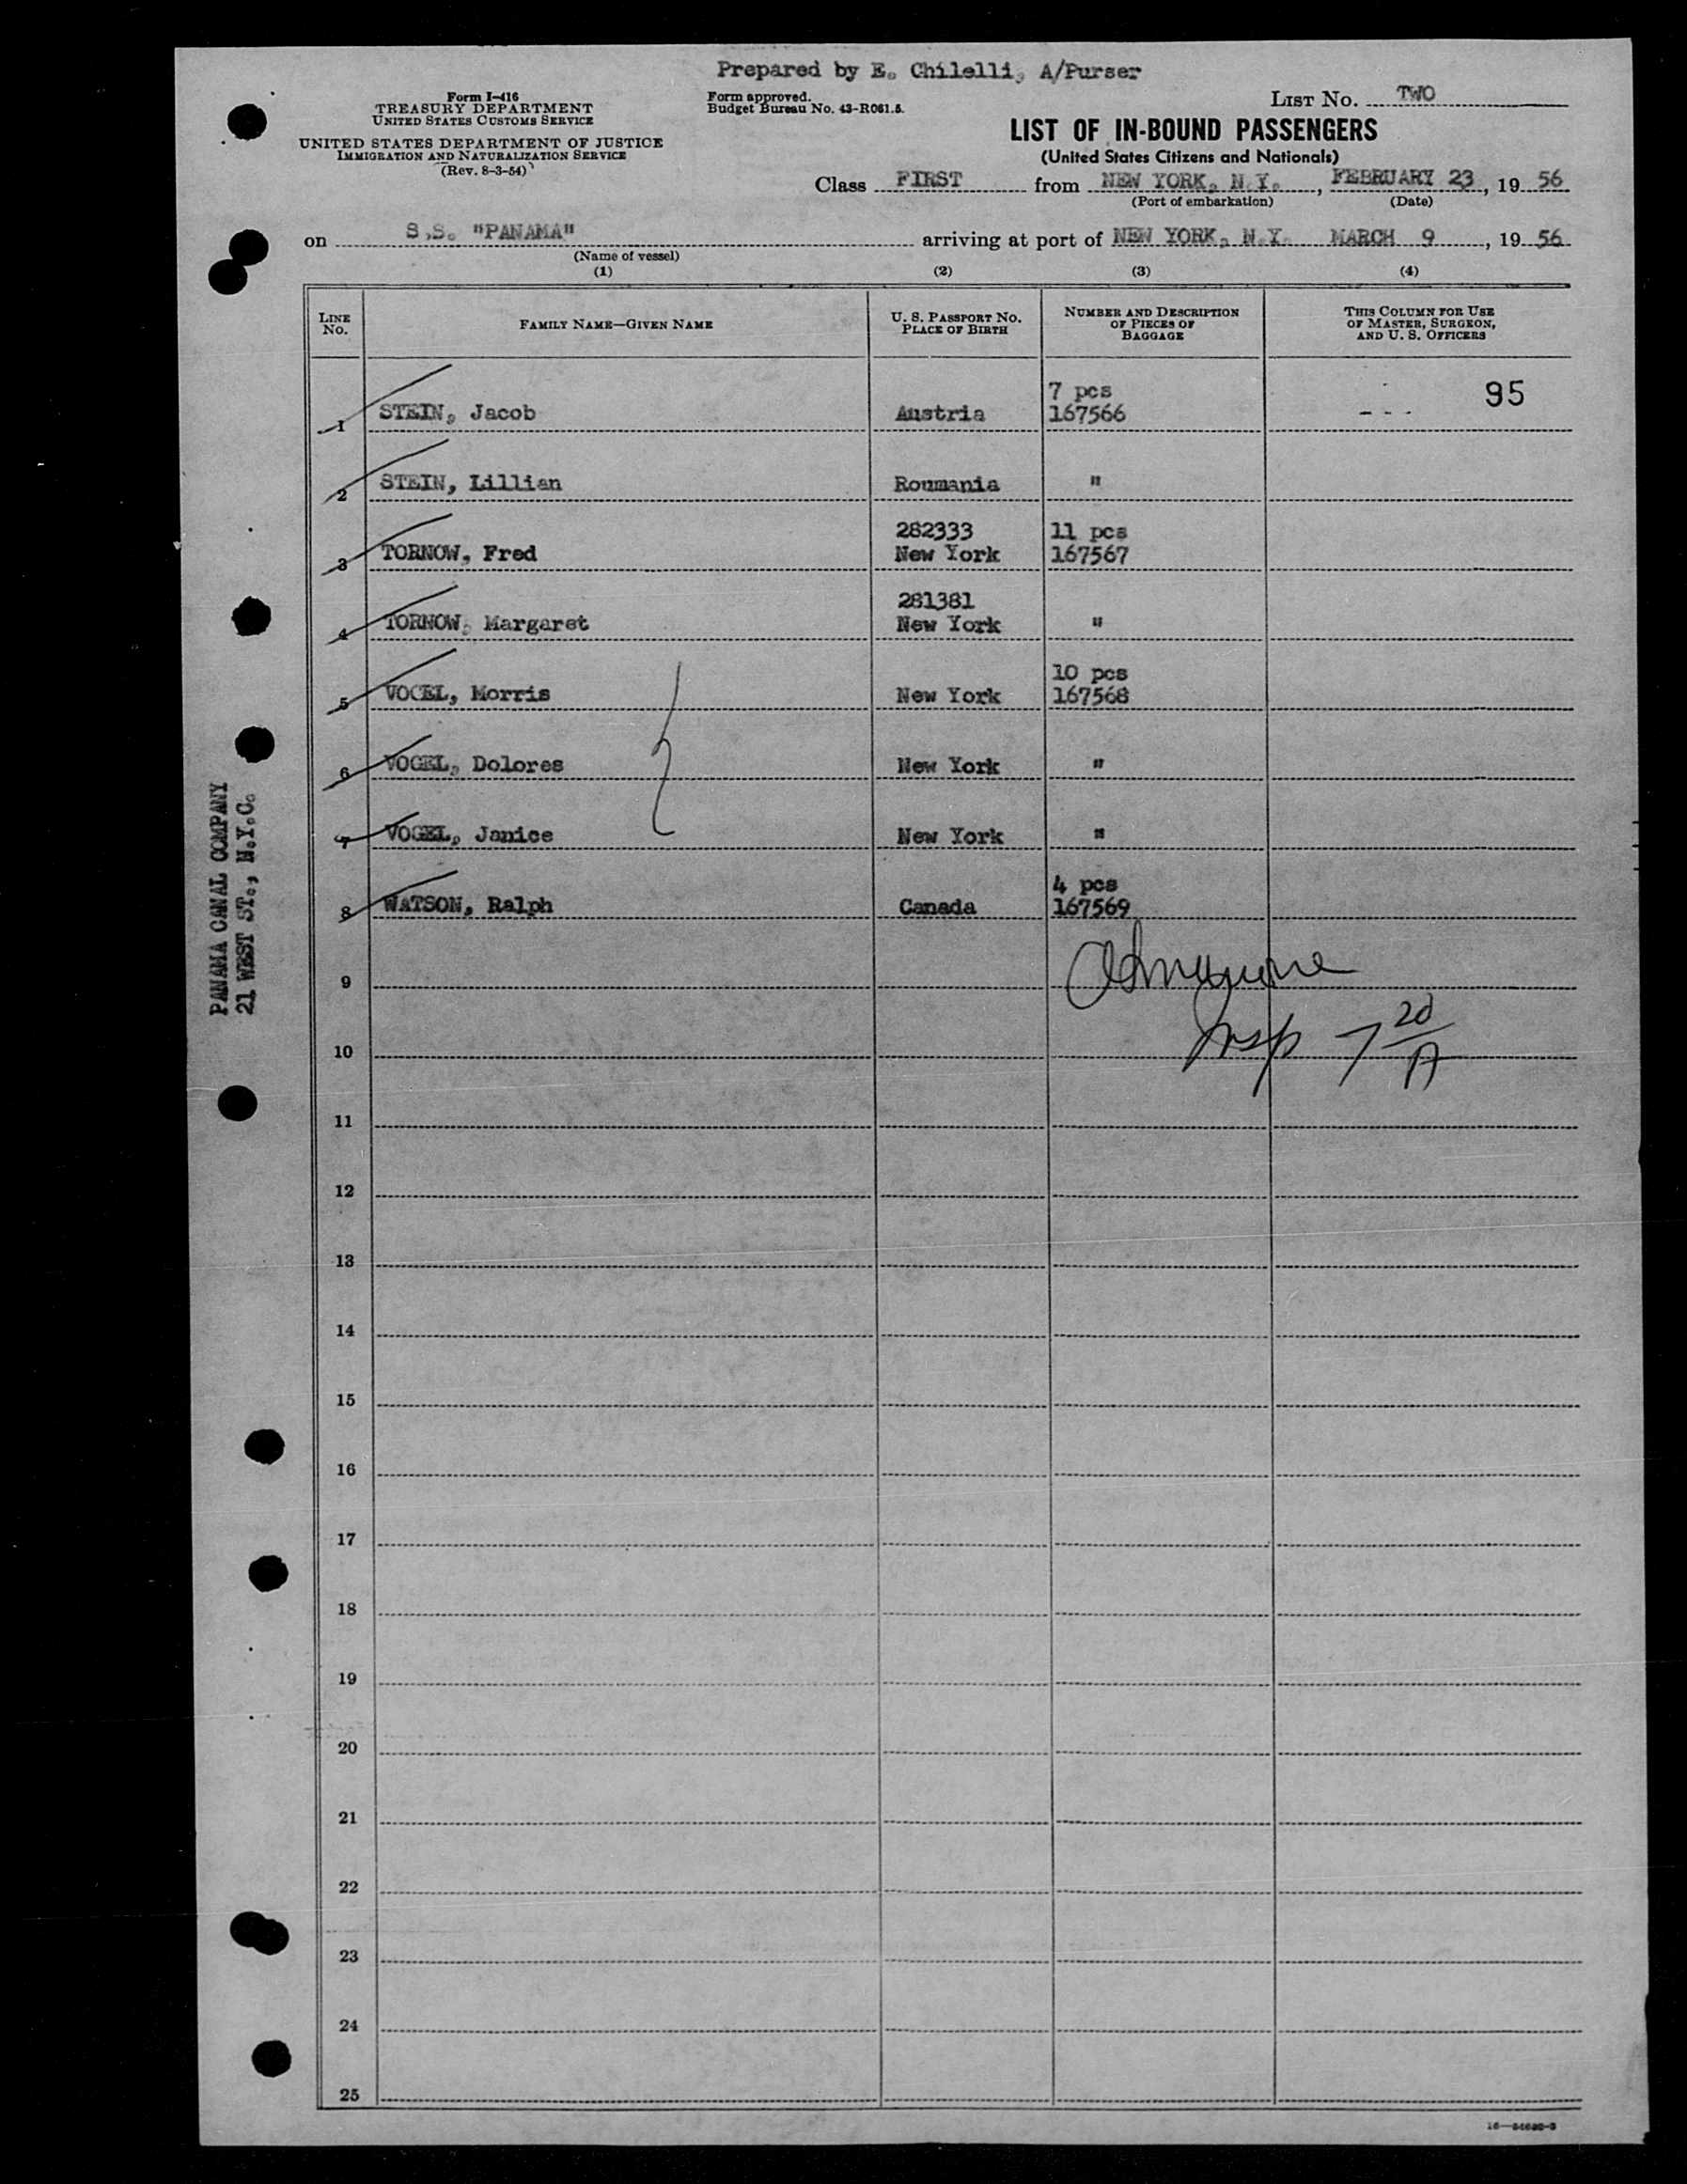 Prepared by E. Chilelli, A/Purser
Form I-416
TREASURY DEPARTMENT
UNITED STATES CUSTOMS SERVICE
UNITED STATES DEPARTMENT OF JUSTICE
IMMIGRATION AND NATURALIZATION SERVICE
(Rev. 8-3-54)
Form approved.
Budget Bureau No. 43-R061.5.
LIST NO. TWO
LIST OF IN-BOUND PASSENGERS
(United States Citizens and Nationals)
Class FIRST from NEW YORK, N.Y., FEBRUARY 23, 19 56
(Port of embarkation) (Date)
on S.S. "PANAMA" arriving at port of NEW YORK, N.Y. MARCH 9, 19 56
(Name of vessel)
(1) (2) (3) (4)
LINE NO.
FAMILY NAME—GIVEN NAME
U. S. PASSPORT NO.
PLACE OF BIRTH
NUMBER AND DESCRIPTION
OF PIECES OF
BAGGAGE
THIS COLUMN FOR USE
OF MASTER, SURGEON,
AND U. S. OFFICERS
7 pcs 95
1 STEIN, Jacob Austria 167566
2 STEIN, Lillian Roumania "
282333 11 pcs
3 TORNOW, Fred New York 167567
281381
4 TORNOW, Margaret New York "
10 pcs
5 VOGEL, Morris New York 167568
6 VOGEL, Dolores New York "
7 VOGEL, Janice New York "
4 pcs
8 WATSON, Ralph Canada 167569
9
Insp 7 20/A
10
11
12
13
14
15
16
17
18
19
20
21
22
23
24
25
PANAMA CANAL COMPANY
21 WEST ST., N.Y.C.